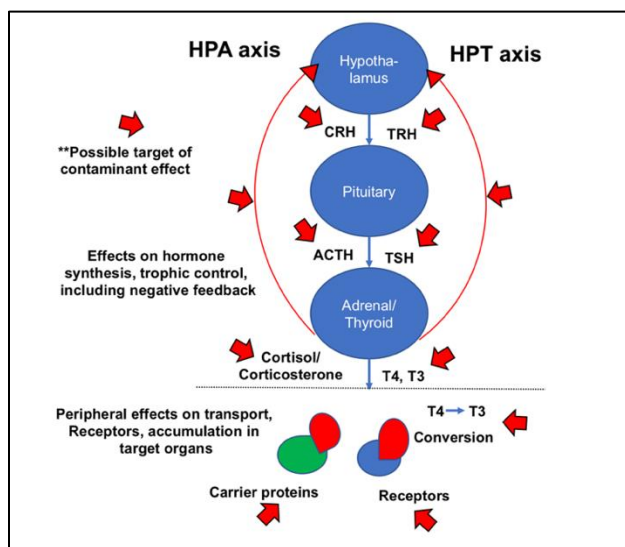 HPA axis
HPT axis
Hypotha-
lamus
CRH
TRH
**Possible target of
contaminant effect
Pituitary
ACTH
TSH
Effects on hormone
synthesis, trophic control,
including negative feedback
Adrenal/
Thyroid
Cortisol/
Corticosterone
T4, T3
Peripheral effects on transport,
Receptors, accumulation in
target organs
T4 → T3
Conversion
Carrier proteins
Receptors